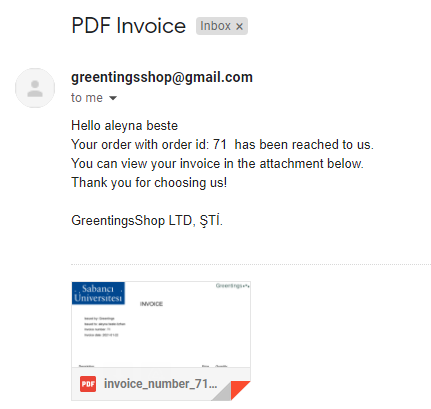 PDF Invoice Inbox ×
greentingsshop@gmail.com
to me
Hello aleyna beste
Your order with order id: 71 has been reached to us.
You can view your invoice in the attachment below.
Thank you for choosing us!
GreentingsShop LTD, ŞTİ.
Sabancı
Üniversitesi
Greentings
INVOICE
PDF invoice_number_71...